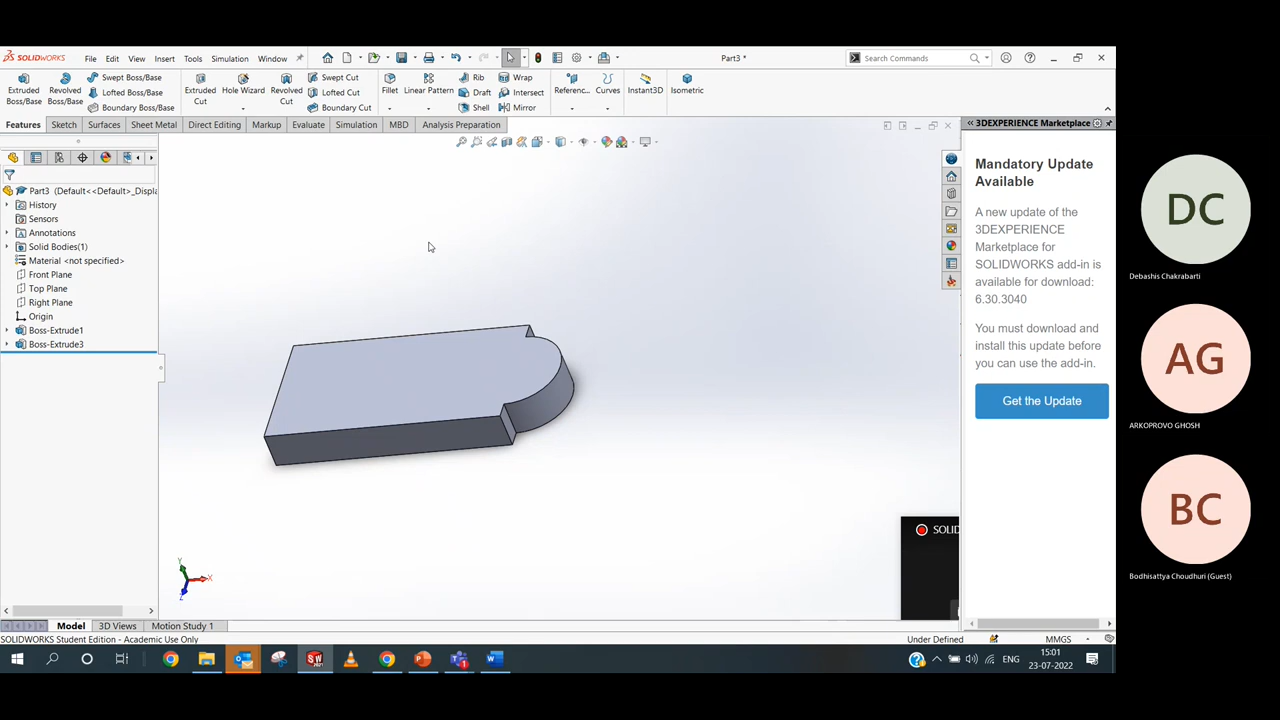 SOLIDWORKS File Edit View Insert Tools Simulation Window Part3 * Search Commands
Extruded Boss/Base
Revolved Boss/Base
Swept Boss/Base
Lofted Boss/Base
Boundary Boss/Base
Extruded Cut
Hole Wizard
Revolved Cut
Swept Cut
Lofted Cut
Boundary Cut
Fillet
Linear Pattern
Rib
Draft
Shell
Wrap
Intersect
Mirror
Referenc...
Curves
Instant3D
Isometric
Features Sketch Surfaces Sheet Metal Direct Editing Markup Evaluate Simulation MBD Analysis Preparation
Part3 (Default<<Default>_Displa
History
Sensors
Annotations
Solid Bodies(1)
Material <not specified>
Front Plane
Top Plane
Right Plane
Origin
Boss-Extrude1
Boss-Extrude3
Y
X
Z
SOLID
3DEXPERIENCE Marketplace
Mandatory Update
Available
A new update of the
3DEXPERIENCE
Marketplace for
SOLIDWORKS add-in is
available for download:
6.30.3040
You must download and
install this update before
you can use the add-in.
Get the Update
DC
Debashis Chakrabarti
AG
ARKOPROVO GHOSH
BC
Bodhisattya Choudhuri (Guest)
Model 3D Views Motion Study 1
SOLIDWORKS Student Edition - Academic Use Only Under Defined MMGS
SW
2021
1
ENG
15:01
23-07-2022